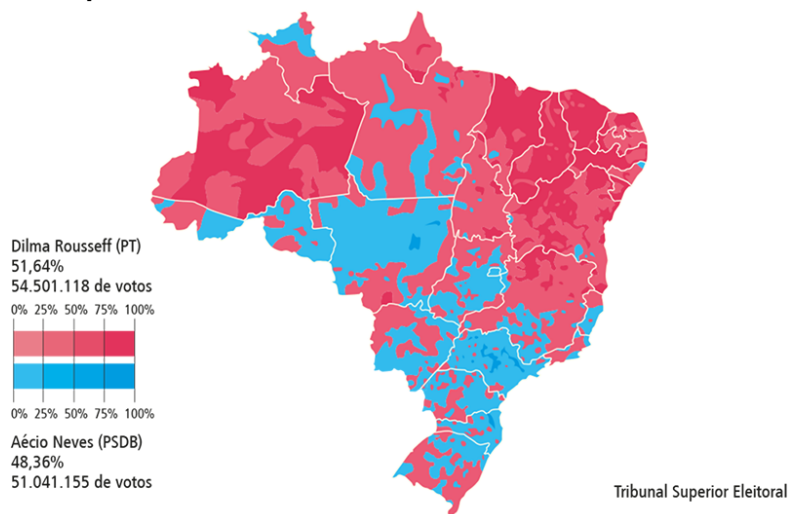 Dilma Rousseff (PT)
51,64%
54.501.118 de votos
0% 25% 50% 75% 100%
0% 25% 50% 75% 100%
Aécio Neves (PSDB)
48,36%
51.041.155 de votos
Tribunal Superior Eleitoral